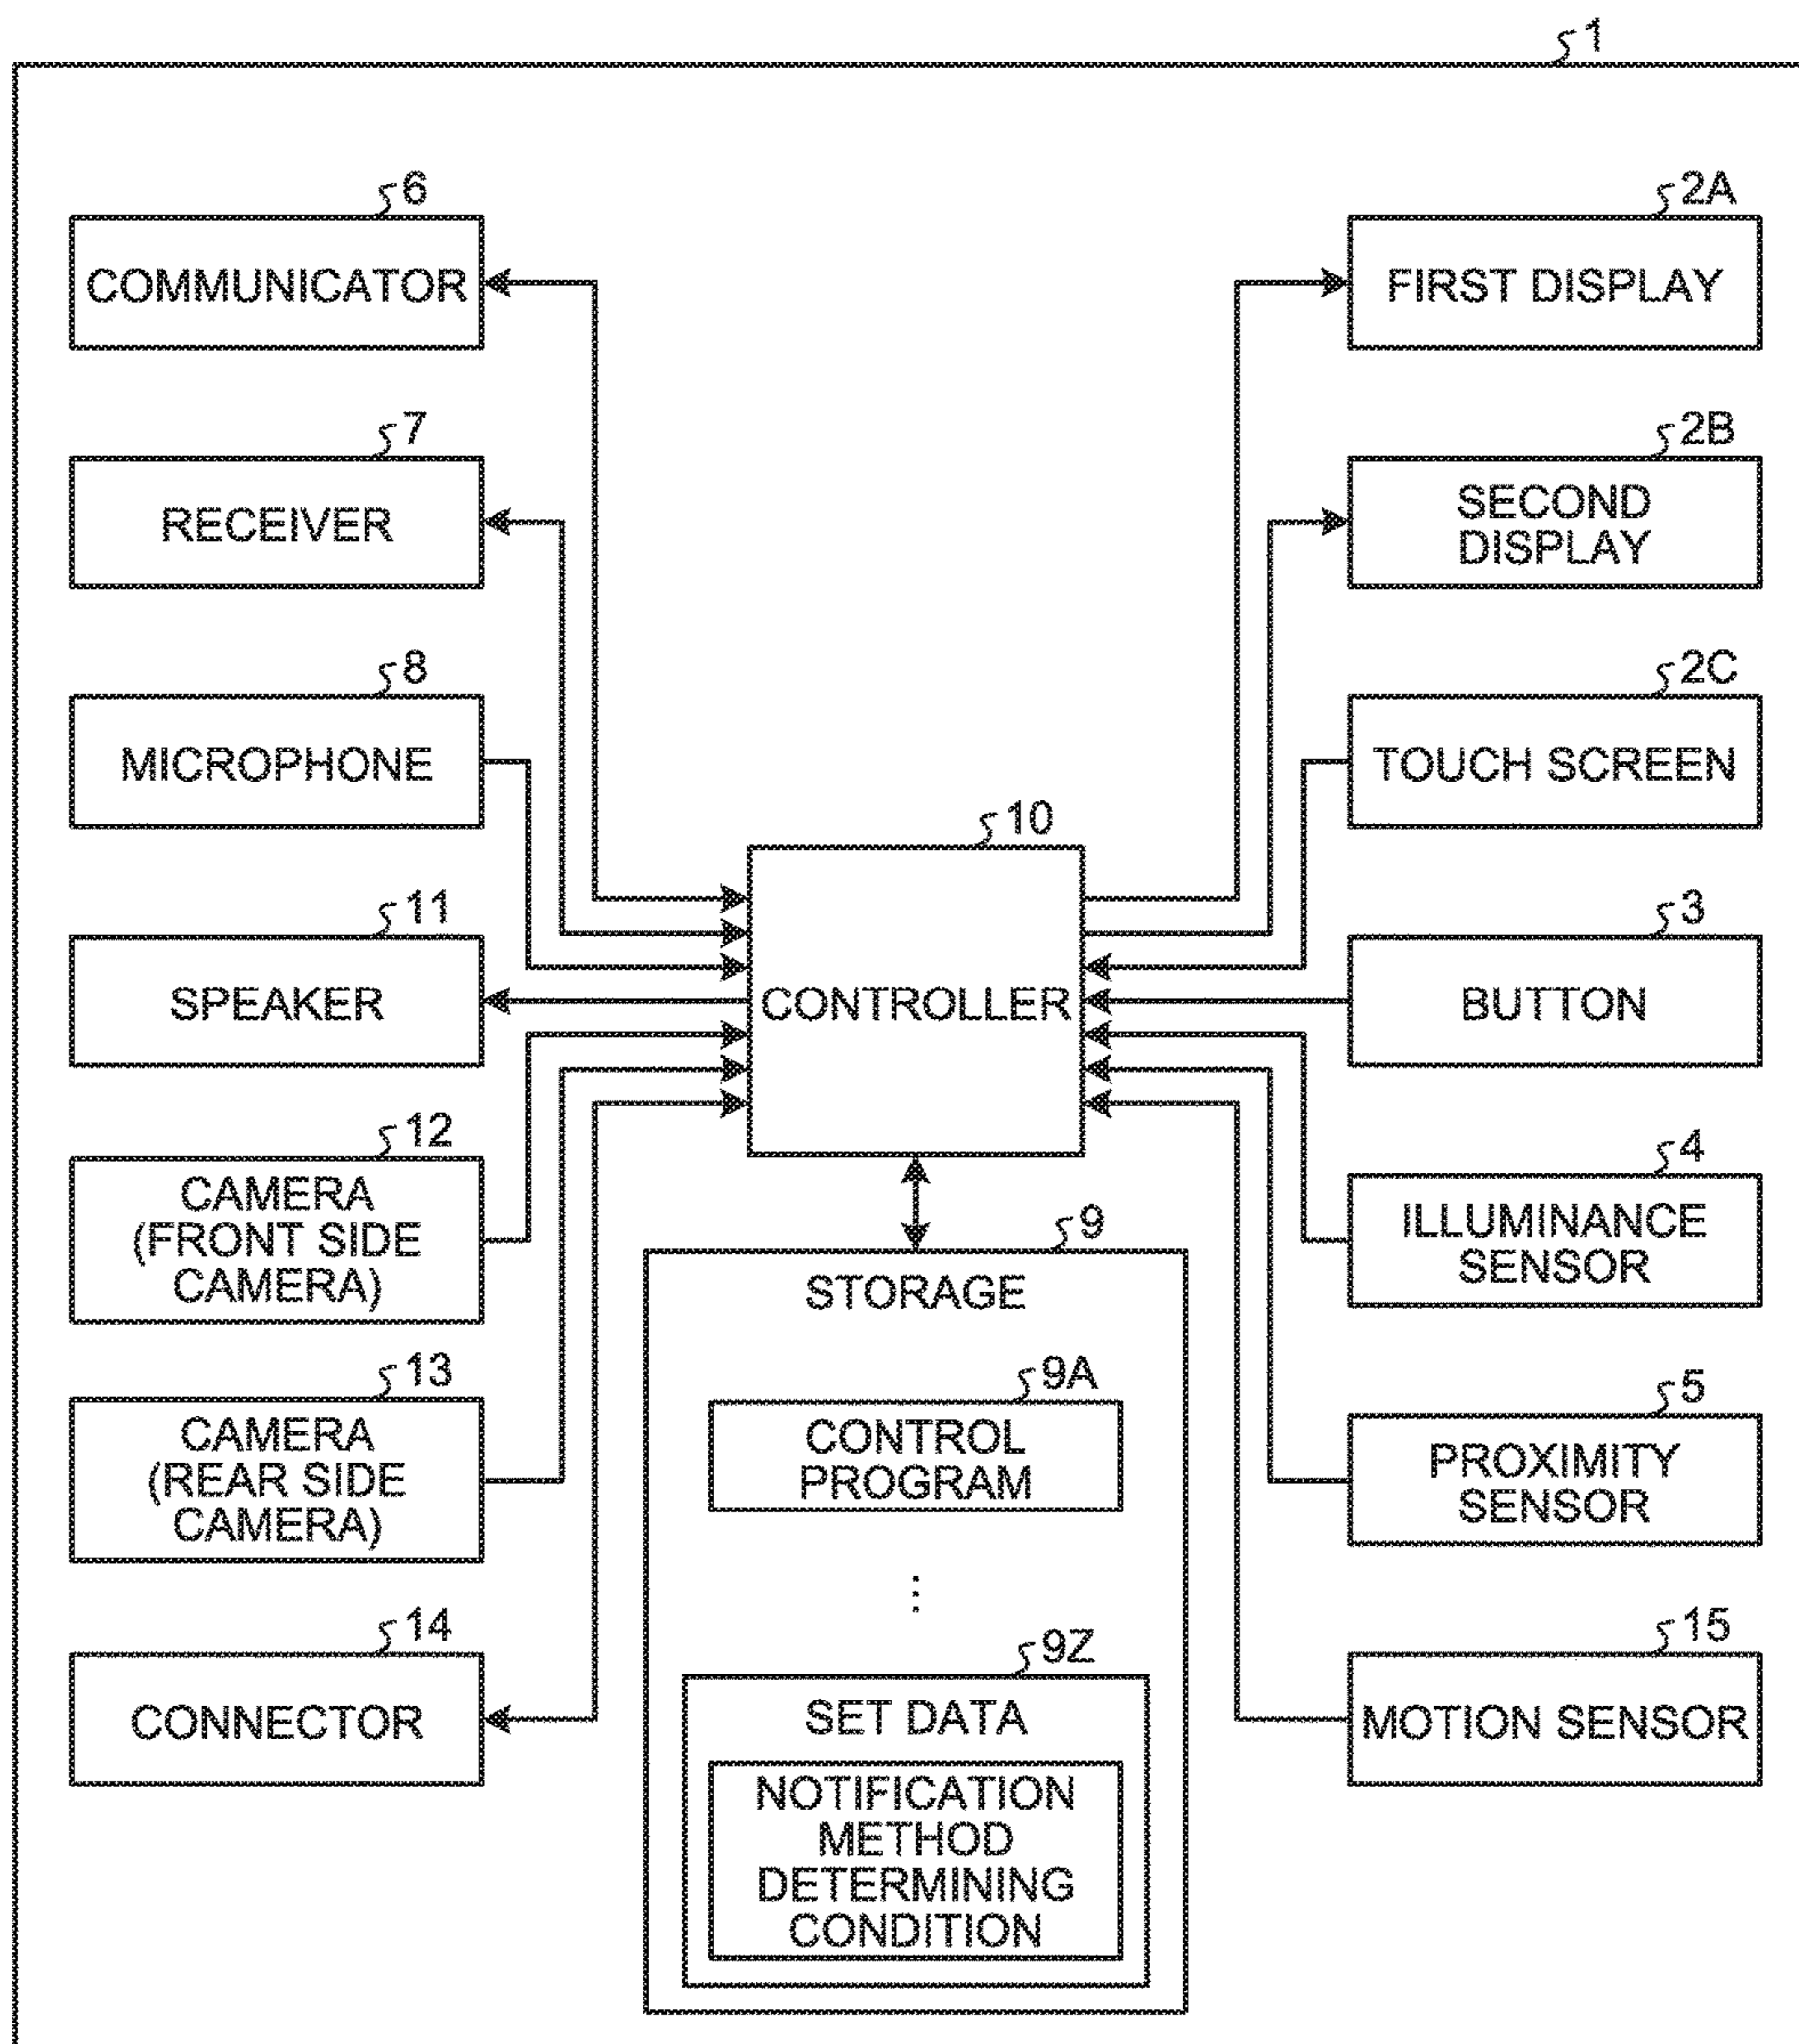 1
6
COMMUNICATOR
7
RECEIVER
8
MICROPHONE
11
SPEAKER
12
CAMERA
(FRONT SIDE
CAMERA)
13
CAMERA
(REAR SIDE
CAMERA)
14
CONNECTOR
10
CONTROLLER
9
STORAGE
9A
CONTROL
PROGRAM
⋮
9Z
SET DATA
NOTIFICATION
METHOD
DETERMINING
CONDITION
2A
FIRST DISPLAY
2B
SECOND
DISPLAY
2C
TOUCH SCREEN
3
BUTTON
4
ILLUMINANCE
SENSOR
5
PROXIMITY
SENSOR
15
MOTION SENSOR